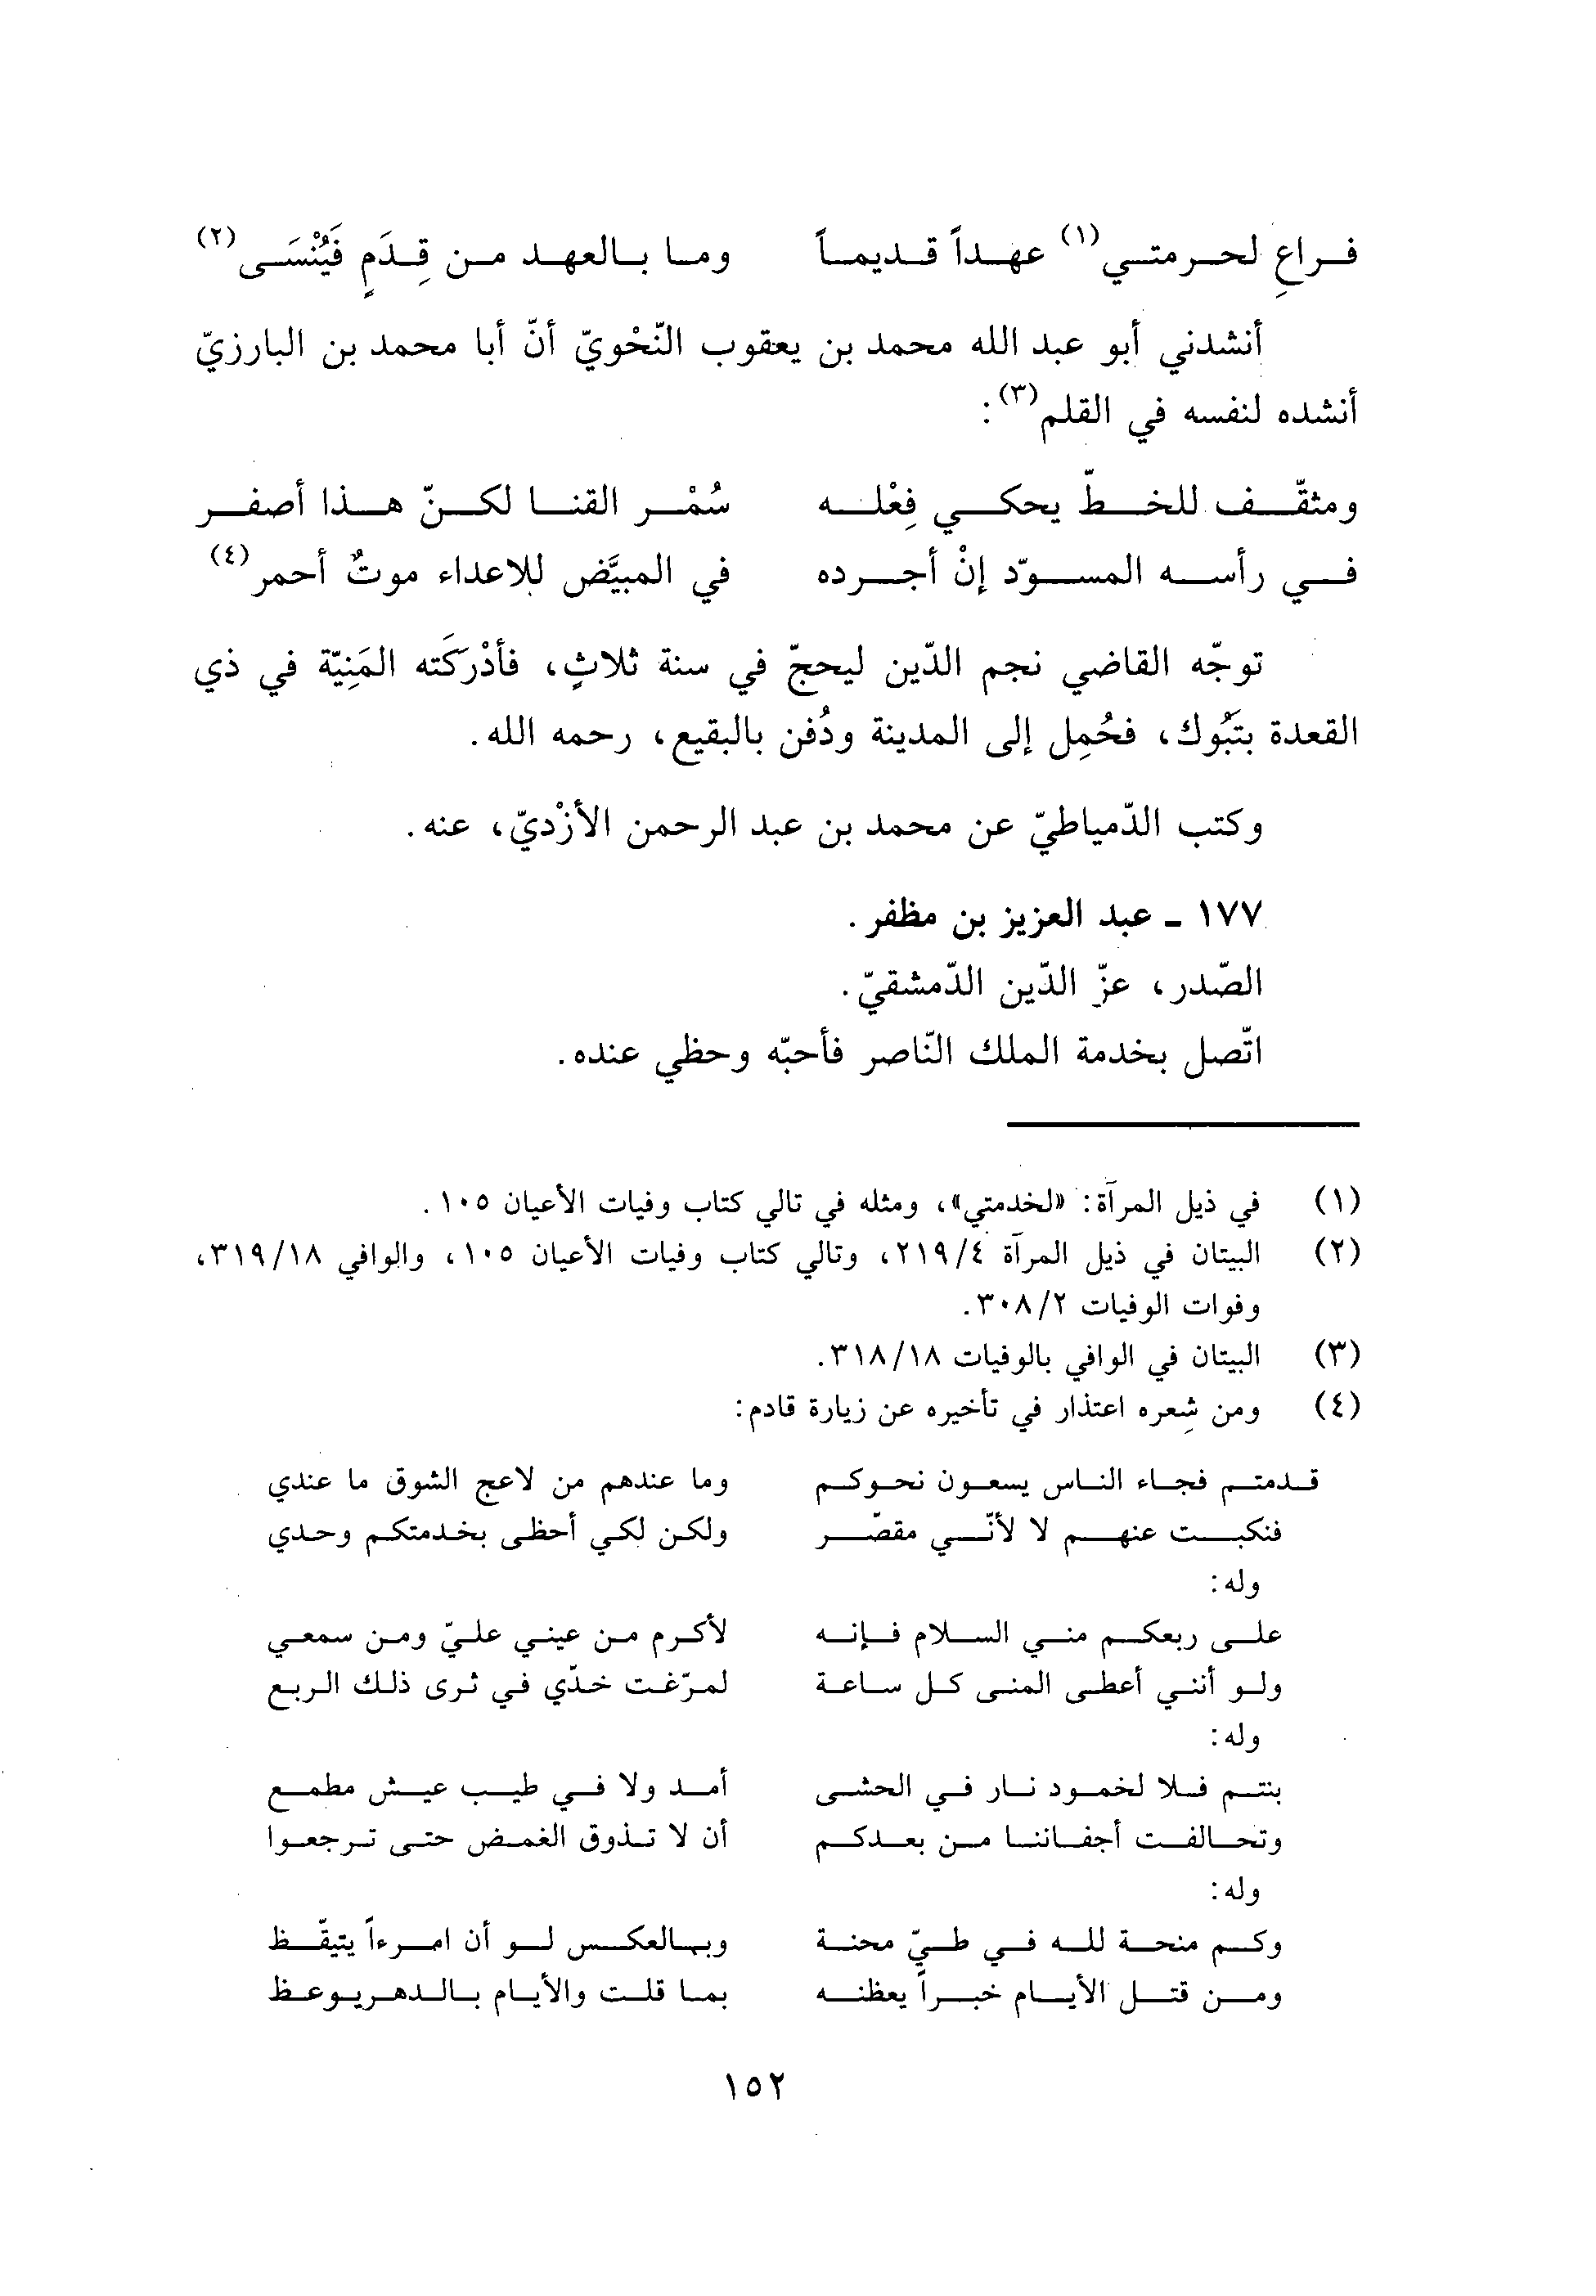 فراعِ لحرمتي(١) عهداً قديماً وما بالعهد من قِدَمٍ فَيُنْسَى(٢)
أنشدني أبو عبد الله محمد بن يعقوب النّحْويّ أنّ أبا محمد بن البارزيّ
أنشده لنفسه في القلم(٣):
ومثقّف للخطّ يحكي فِعْله سُمْر القنا لكنّ هذا أصفر
في رأسه المسوّد إنْ أجرده في المبيَّض للاعداء موتٌ أحمر(٤)
توجّه القاضي نجم الدّين ليحجّ في سنة ثلاثٍ، فأدْرَكَته المَنِيّة في ذي
القعدة بتَبُوك، فحُمِل إلى المدينة ودُفن بالبقيع، رحمه الله.
وكتب الدّمياطيّ عن محمد بن عبد الرحمن الأزْديّ، عنه.
١٧٧ ـ عبد العزيز بن مظفر.
الصّدر، عزّ الدّين الدّمشقيّ.
اتّصل بخدمة الملك النّاصر فأحبّه وحظي عنده.
(١) في ذيل المرآة: «لخدمتي»، ومثله في تالي كتاب وفيات الأعيان ١٠٥.
(٢) البيتان في ذيل المرآة ٢١٩/٤، وتالي كتاب وفيات الأعيان ١٠٥، والوافي ٣١٩/١٨،
وفوات الوفيات ٣٠٨/٢.
(٣) البيتان في الوافي بالوفيات ٣١٨/١٨.
(٤) ومن شِعره اعتذار في تأخيره عن زيارة قادم:
قدمتم فجاء الناس يسعون نحوكم وما عندهم من لاعج الشوق ما عندي
فنكبت عنهم لا لأنّي مقصّر ولكن لكي أحظى بخدمتكم وحدي
وله:
على ربعكم مني السلام فإنه لأكرم من عيني عليّ ومن سمعي
ولو أنني أعطى المنى كل ساعة لمرّغت خدّي في ثرى ذلك الربع
وله:
بنتم فلا لخمود نار في الحشى أمد ولا في طيب عيش مطمع
وتحالفت أجفاننا من بعدكم أن لا تذوق الغمض حتى ترجعوا
وله:
وكم منحة لله في طيّ محنة وبالعكس لو أن امرءاً يتيقّظ
ومن قتل الأيام خبراً يعظنه بما قلت والأيام بالدهر يوعظ
١٥٢